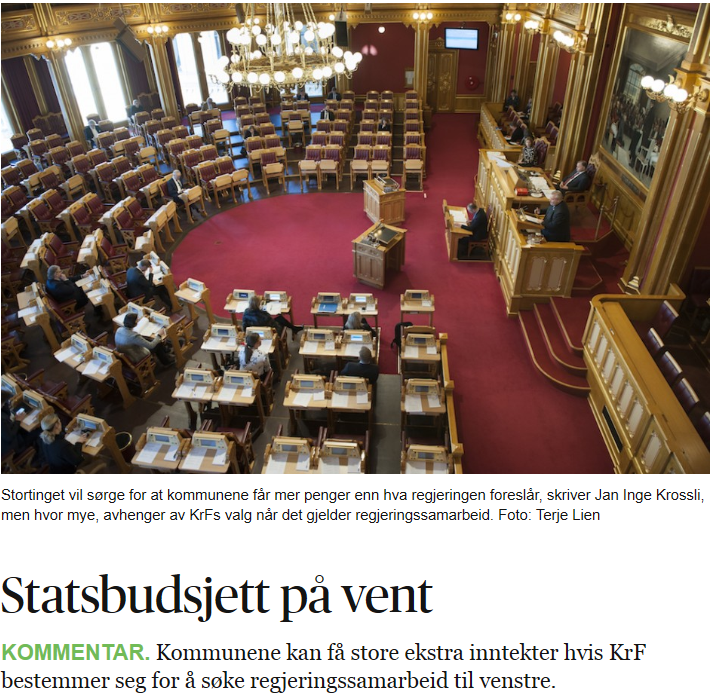 Stortinget vil sørge for at kommunene får mer penger enn hva regjeringen foreslår, skriver Jan Inge Krossli,
men hvor mye, avhenger av KrFs valg når det gjelder regjeringssamarbeid. Foto: Terje Lien
Statsbudsjett på vent
KOMMENTAR. Kommunene kan få store ekstra inntekter hvis KrF
bestemmer seg for å søke regjeringssamarbeid til venstre.